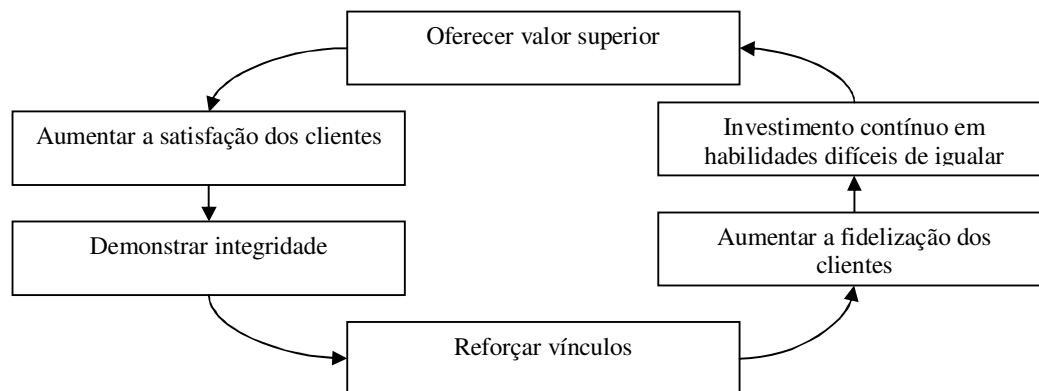 Oferecer valor superior
Aumentar a satisfação dos clientes
Investimento contínuo em
habilidades difíceis de igualar
Demonstrar integridade
Aumentar a fidelização dos
clientes
Reforçar vínculos